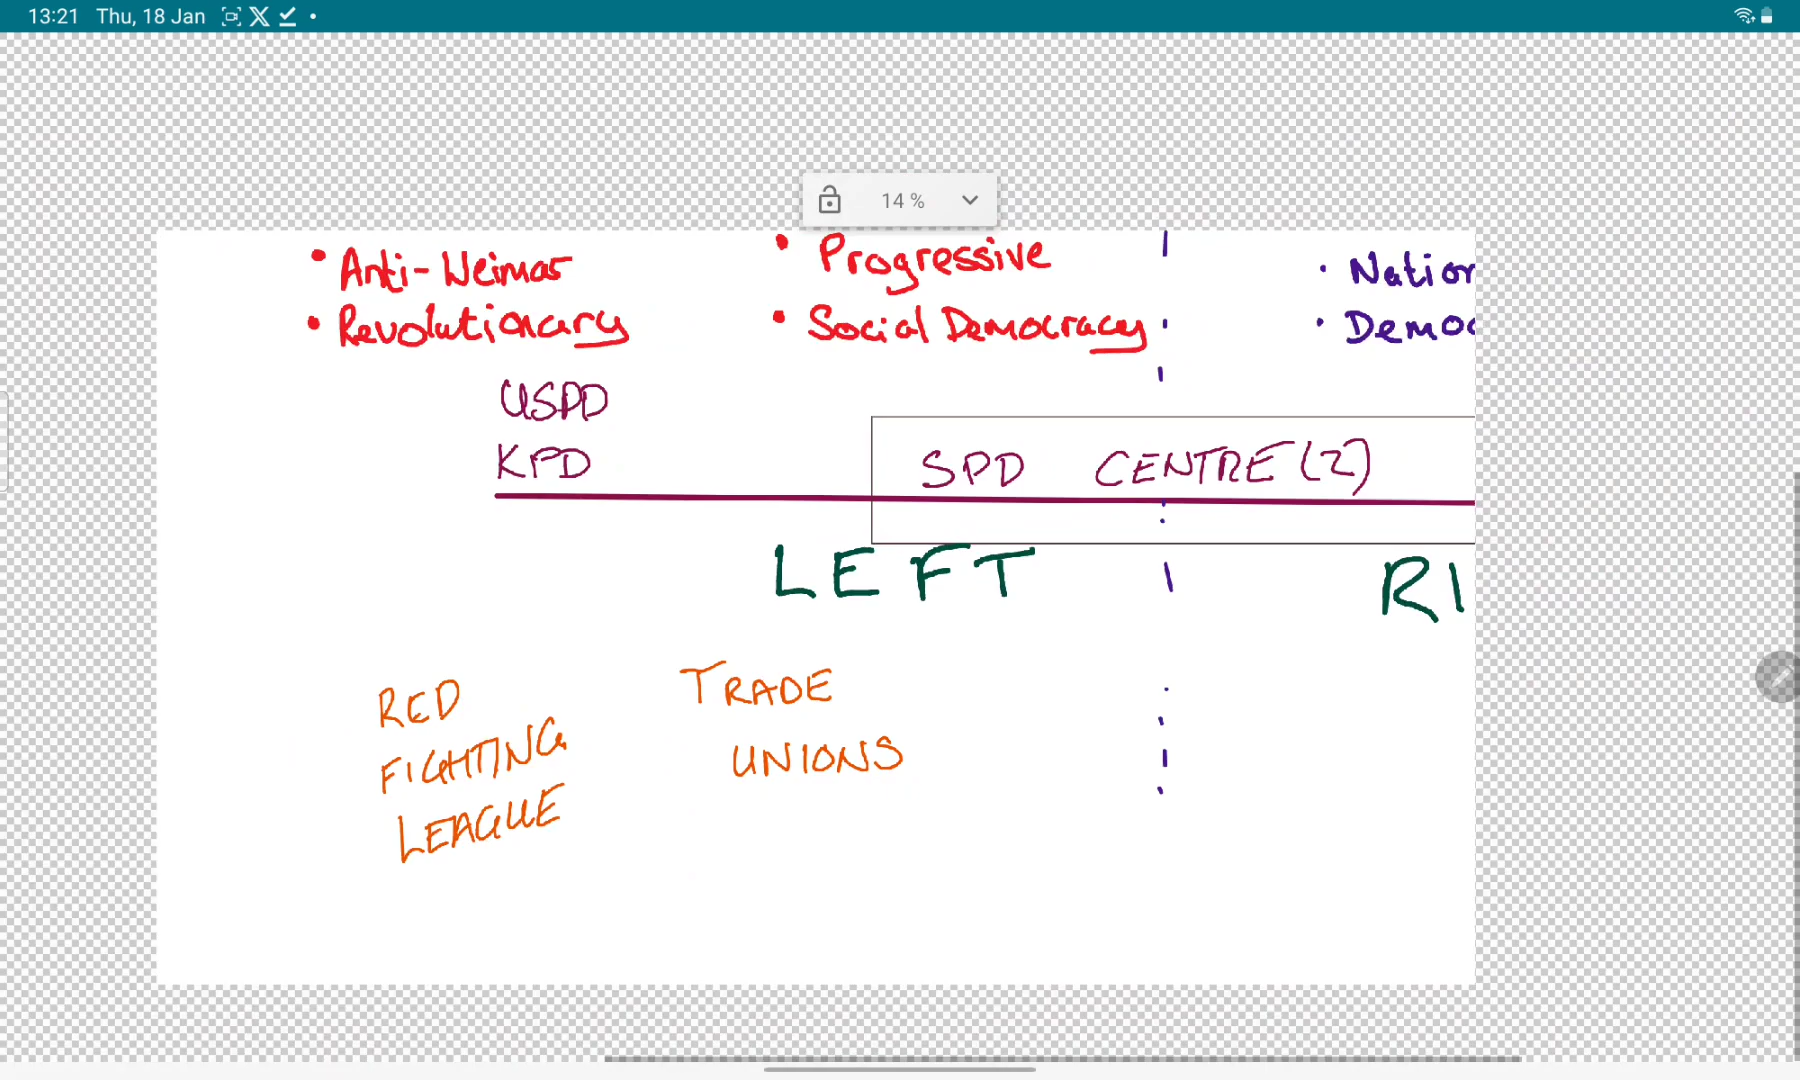 13:21 Thu, 18 Jan
14 %
• Anti-Weimar
• Revolutionary
• Progressive
• Social Democracy
• Nation
• Democ
USPD
KPD
SPD CENTRE (Z)
LEFT
RI
RED
FIGHTING
LEAGUE
TRADE
UNIONS